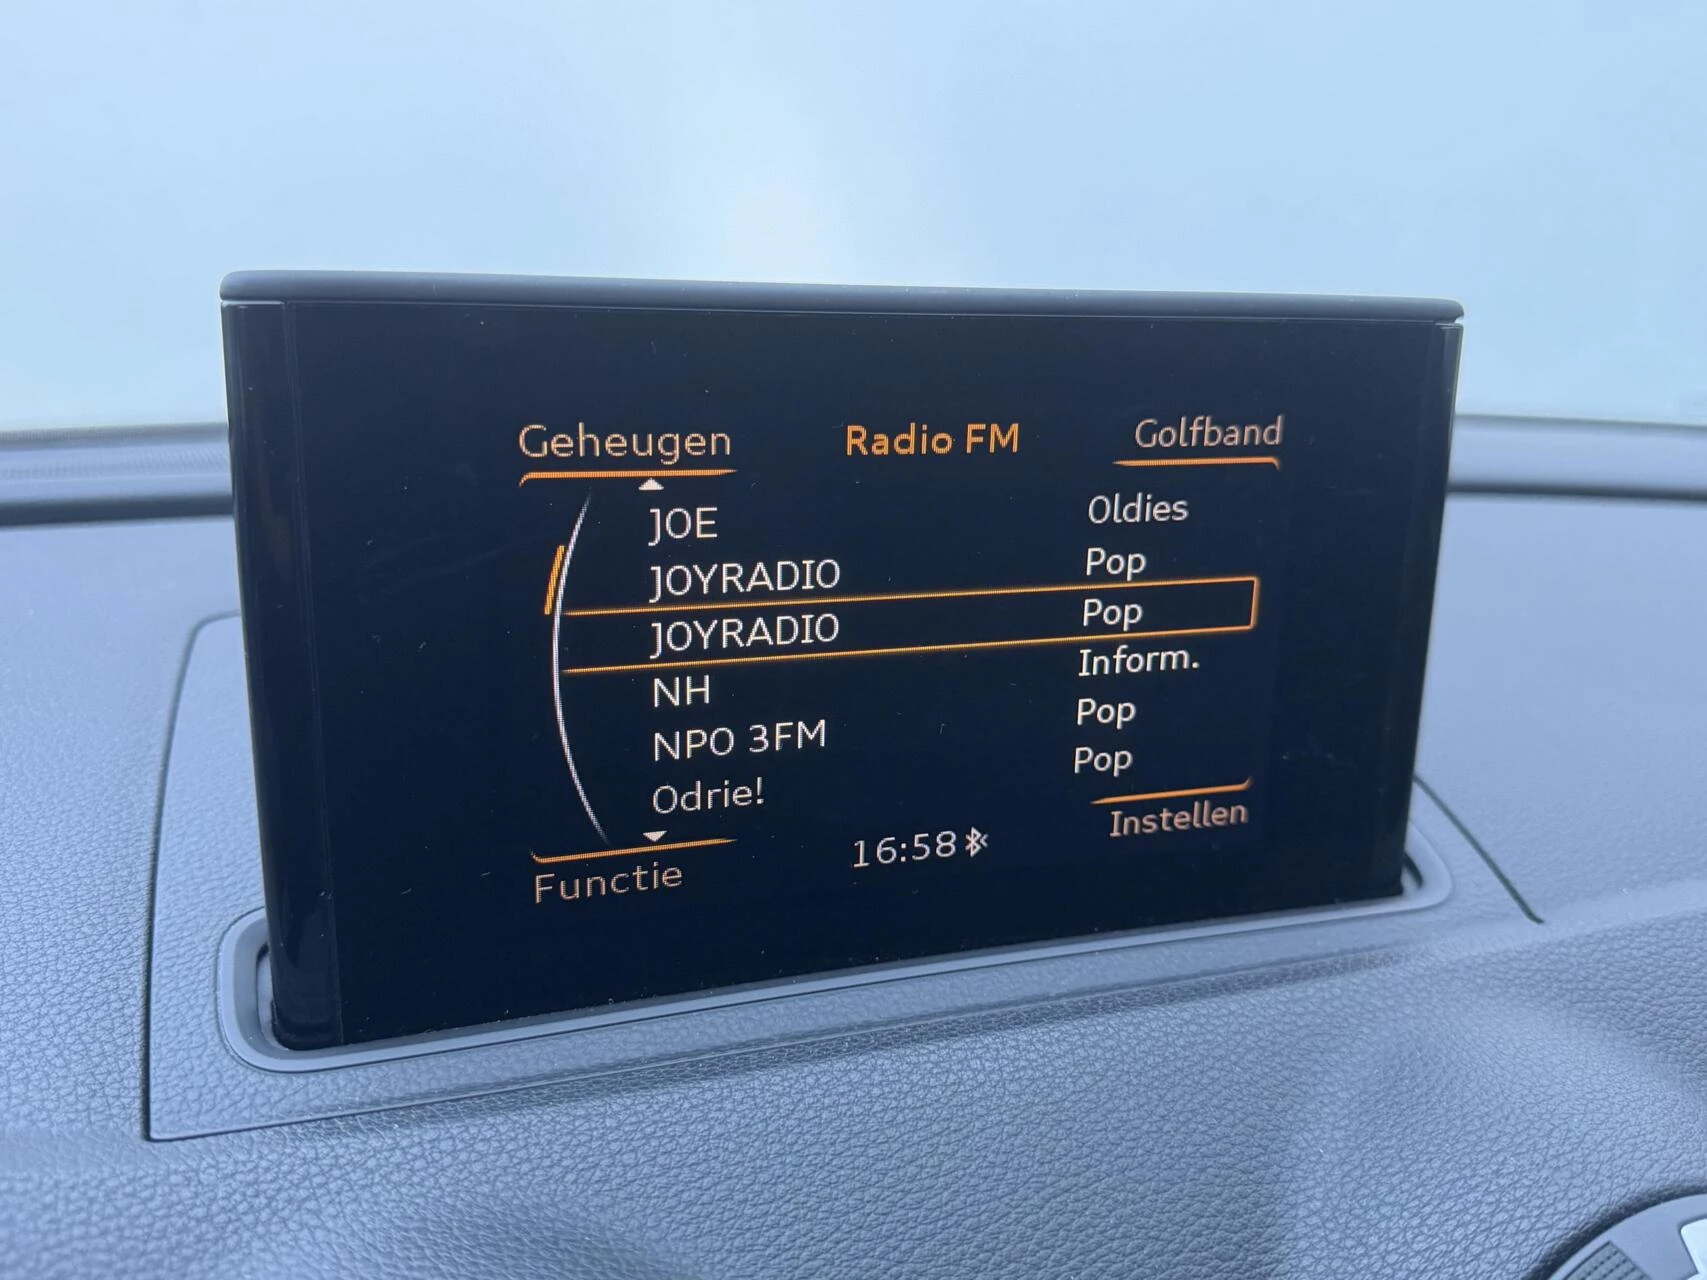 Geheugen Radio FM Golfband
JOE Oldies
JOYRADIO Pop
JOYRADIO Pop
NH Inform.
NPO 3FM Pop
Odrie! Pop
Functie 16:58 Instellen